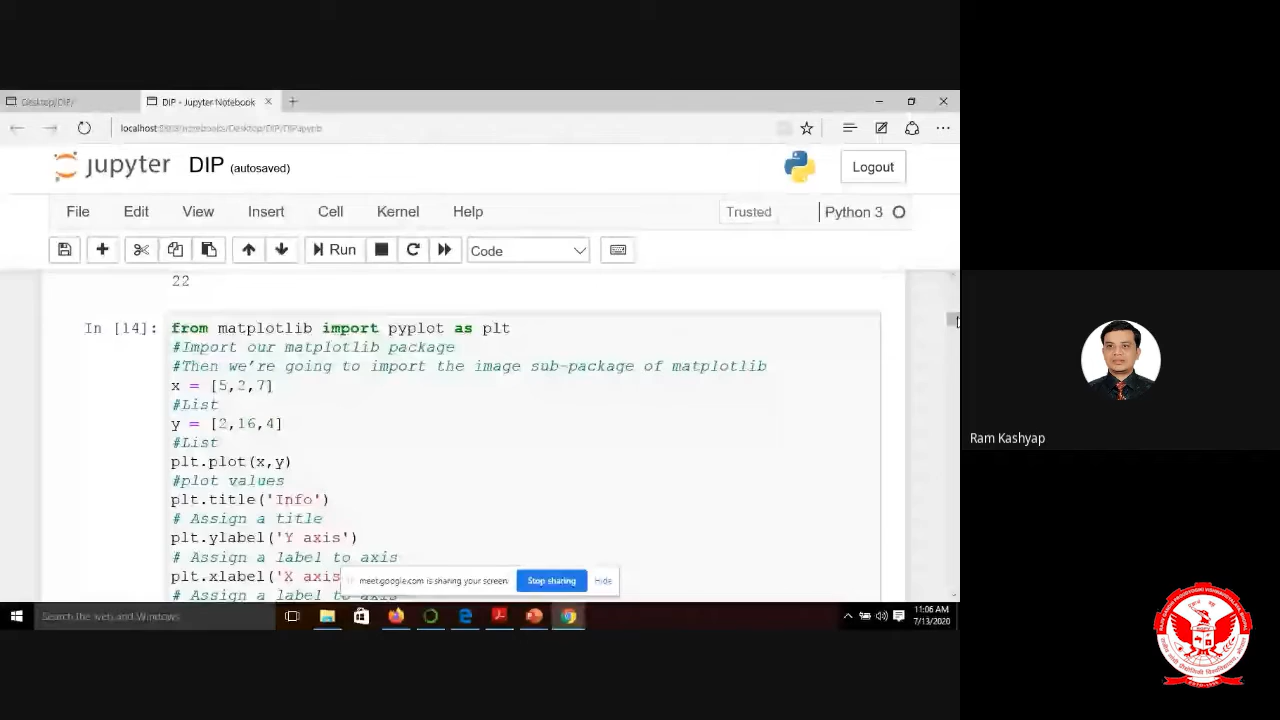 Desktop/DIP/
DIP - Jupyter Notebook
localhost:8888/notebooks/Desktop/DIP/DIP.ipynb
jupyter DIP (autosaved)
Logout
File Edit View Insert Cell Kernel Help
Trusted
Python 3
Run
Code
22
In [14]: from matplotlib import pyplot as plt
#Import our matplotlib package
#Then we’re going to import the image sub-package of matplotlib
x = [5,2,7]
#List
y = [2,16,4]
#List
plt.plot(x,y)
#plot values
plt.title('Info')
# Assign a title
plt.ylabel('Y axis')
# Assign a label to axis
plt.xlabel('X axis
# Assign a label to axis
meet.google.com is sharing your screen.
Stop sharing
Hide
Search the web and Windows
11:06 AM
7/13/2020
Ram Kashyap